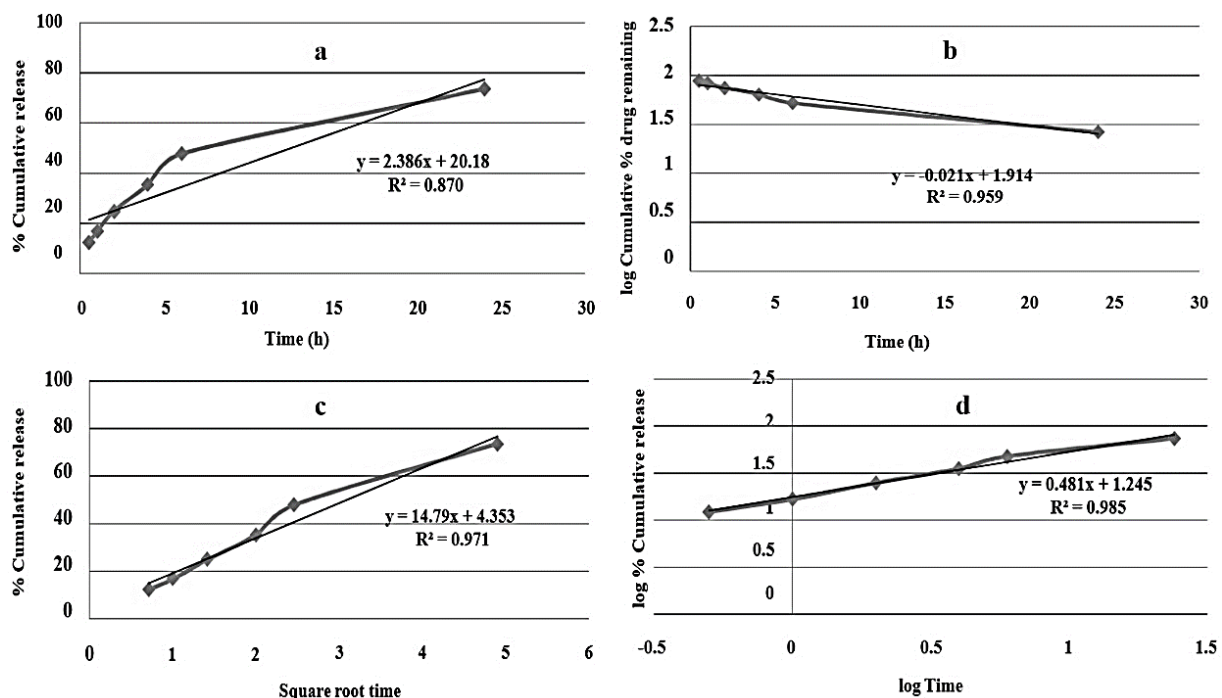 100
80
60
40
20
0
% Cumulative release
a
y = 2.386x + 20.18
R² = 0.870
0 5 10 15 20 25 30
Time (h)
2.5
2
1.5
1
0.5
0
log Cumulative % drug remaining
b
y = -0.021x + 1.914
R² = 0.959
0 5 10 15 20 25 30
Time (h)
100
80
60
40
20
0
% Cumulative release
c
y = 14.79x + 4.353
R² = 0.971
0 1 2 3 4 5 6
Square root time
2.5
2
1.5
1
0.5
0
log % Cumulative release
d
y = 0.481x + 1.245
R² = 0.985
-0.5 0 0.5 1 1.5
log Time